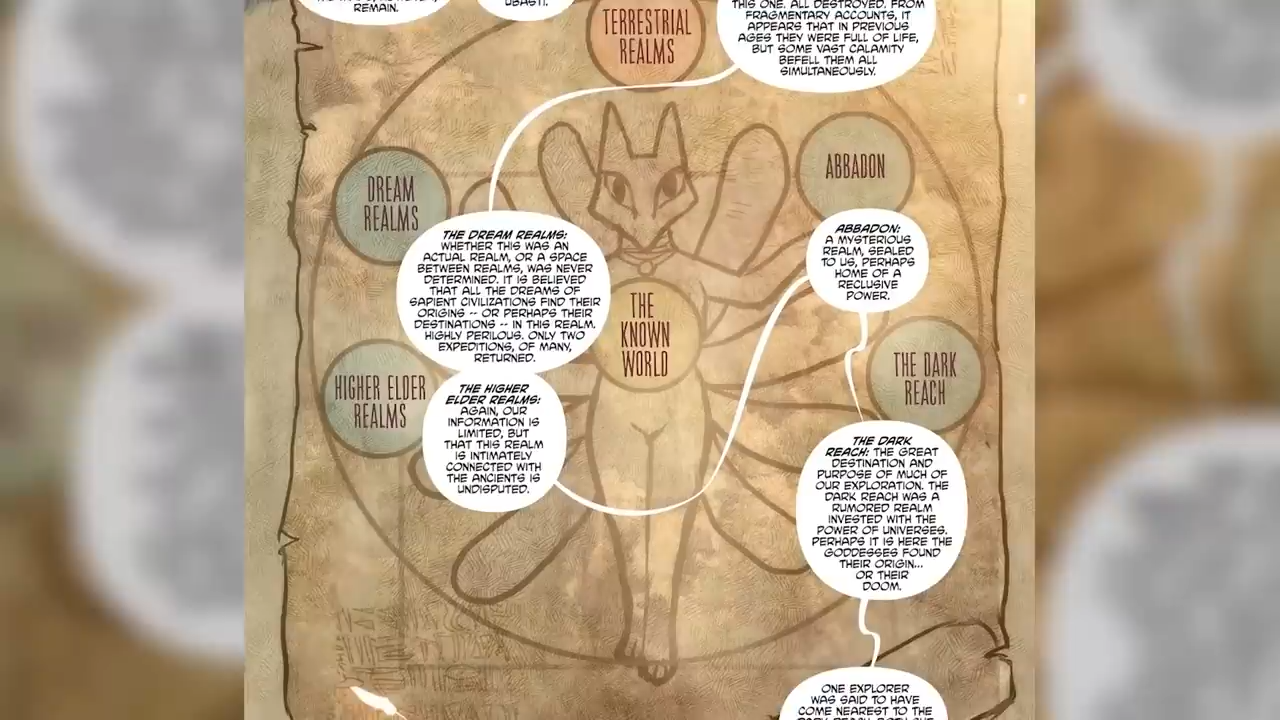 REMAIN.
UBASTI.
TERRESTRIAL
REALMS
THIS ONE. ALL DESTROYED. FROM
FRAGMENTARY ACCOUNTS, IT
APPEARS THAT IN PREVIOUS
AGES THEY WERE FULL OF LIFE,
BUT SOME VAST CALAMITY
BEFELL THEM ALL
SIMULTANEOUSLY.
DREAM
REALMS
ABBADON
THE DREAM REALMS:
WHETHER THIS WAS AN
ACTUAL REALM, OR A SPACE
BETWEEN REALMS, WAS NEVER
DETERMINED. IT IS BELIEVED
THAT ALL THE DREAMS OF
SAPIENT CIVILIZATIONS FIND THEIR
ORIGINS -- OR PERHAPS THEIR
DESTINATIONS -- IN THIS REALM.
HIGHLY PERILOUS. ONLY TWO
EXPEDITIONS, OF MANY,
RETURNED.
ABBADON:
A MYSTERIOUS
REALM, SEALED
TO US, PERHAPS
HOME OF A
RECLUSIVE
POWER.
THE
KNOWN
WORLD
HIGHER ELDER
REALMS
THE HIGHER
ELDER REALMS:
AGAIN, OUR
INFORMATION IS
LIMITED, BUT
THAT THIS REALM
IS INTIMATELY
CONNECTED WITH
THE ANCIENTS IS
UNDISPUTED.
THE DARK
REACH
THE DARK
REACH: THE GREAT
DESTINATION AND
PURPOSE OF MUCH OF
OUR EXPLORATION. THE
DARK REACH WAS A
RUMORED REALM
INVESTED WITH THE
POWER OF UNIVERSES.
PERHAPS IT IS HERE THE
GODDESSES FOUND
THEIR ORIGIN...
OR THEIR
DOOM.
ONE EXPLORER
WAS SAID TO HAVE
COME NEAREST TO THE